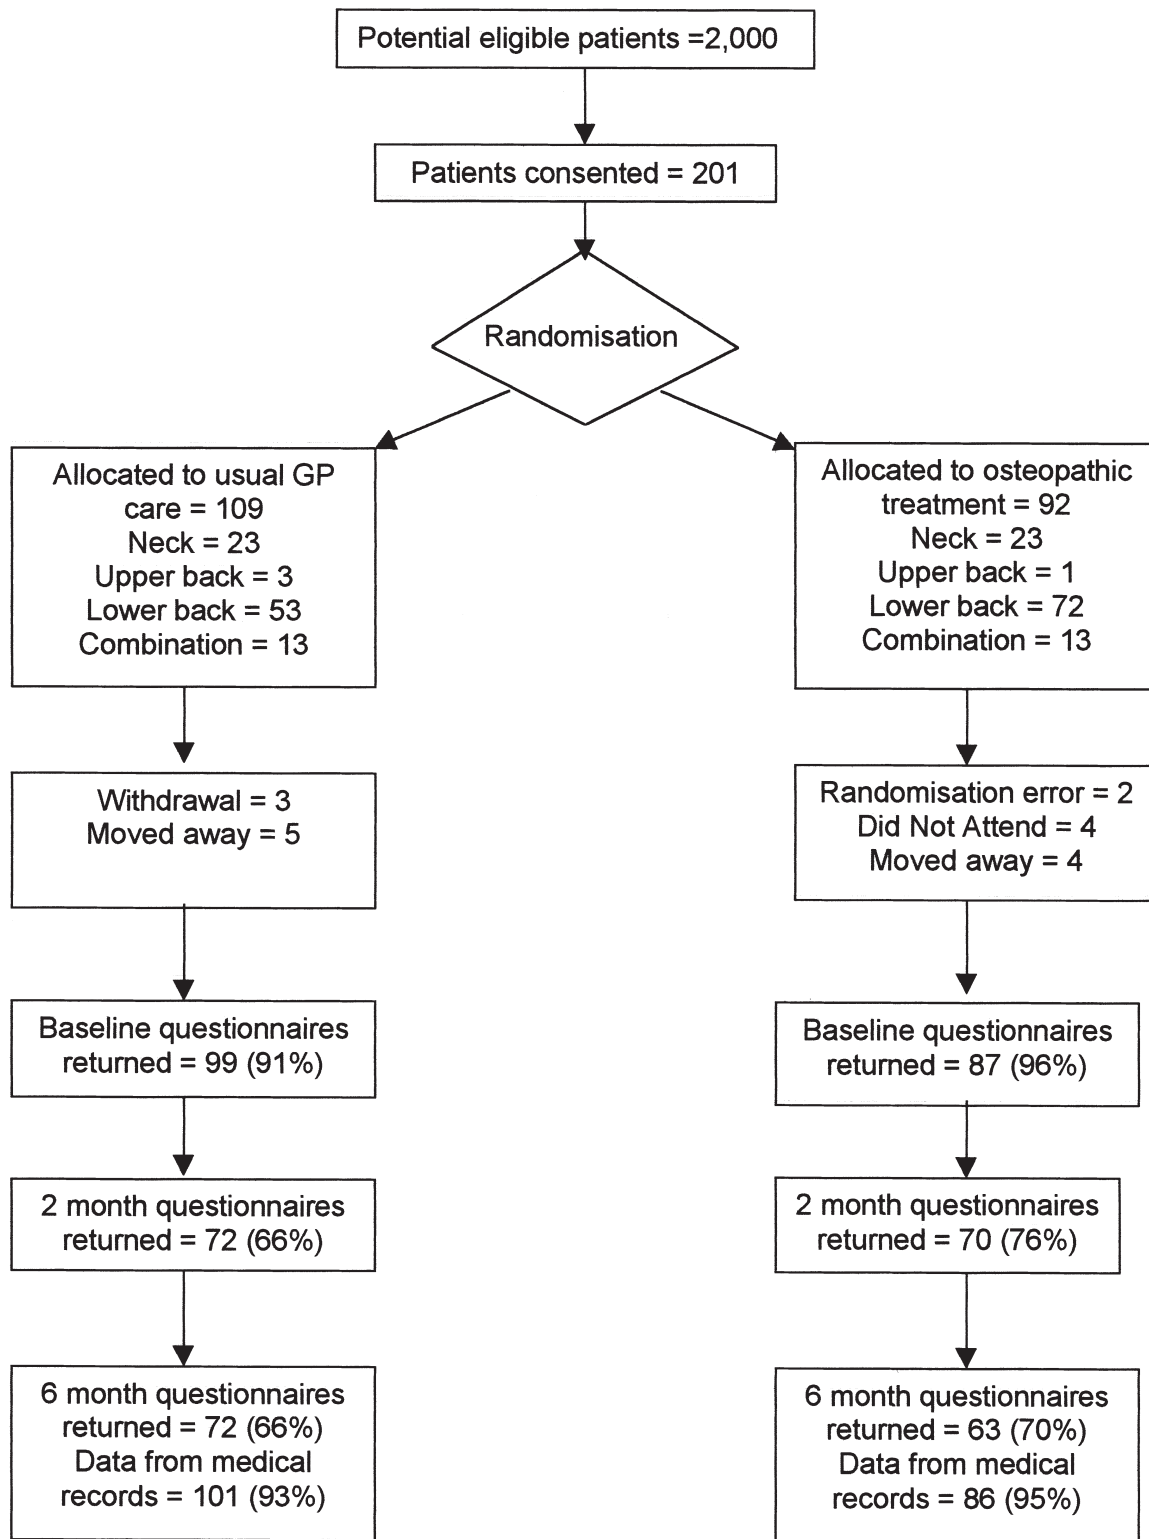 Potential eligible patients =2,000
Patients consented = 201
Randomisation
Allocated to usual GP
care = 109
Neck = 23
Upper back = 3
Lower back = 53
Combination = 13
Allocated to osteopathic
treatment = 92
Neck = 23
Upper back = 1
Lower back = 72
Combination = 13
Withdrawal = 3
Moved away = 5
Randomisation error = 2
Did Not Attend = 4
Moved away = 4
Baseline questionnaires
returned = 99 (91%)
Baseline questionnaires
returned = 87 (96%)
2 month questionnaires
returned = 72 (66%)
2 month questionnaires
returned = 70 (76%)
6 month questionnaires
returned = 72 (66%)
Data from medical
records = 101 (93%)
6 month questionnaires
returned = 63 (70%)
Data from medical
records = 86 (95%)